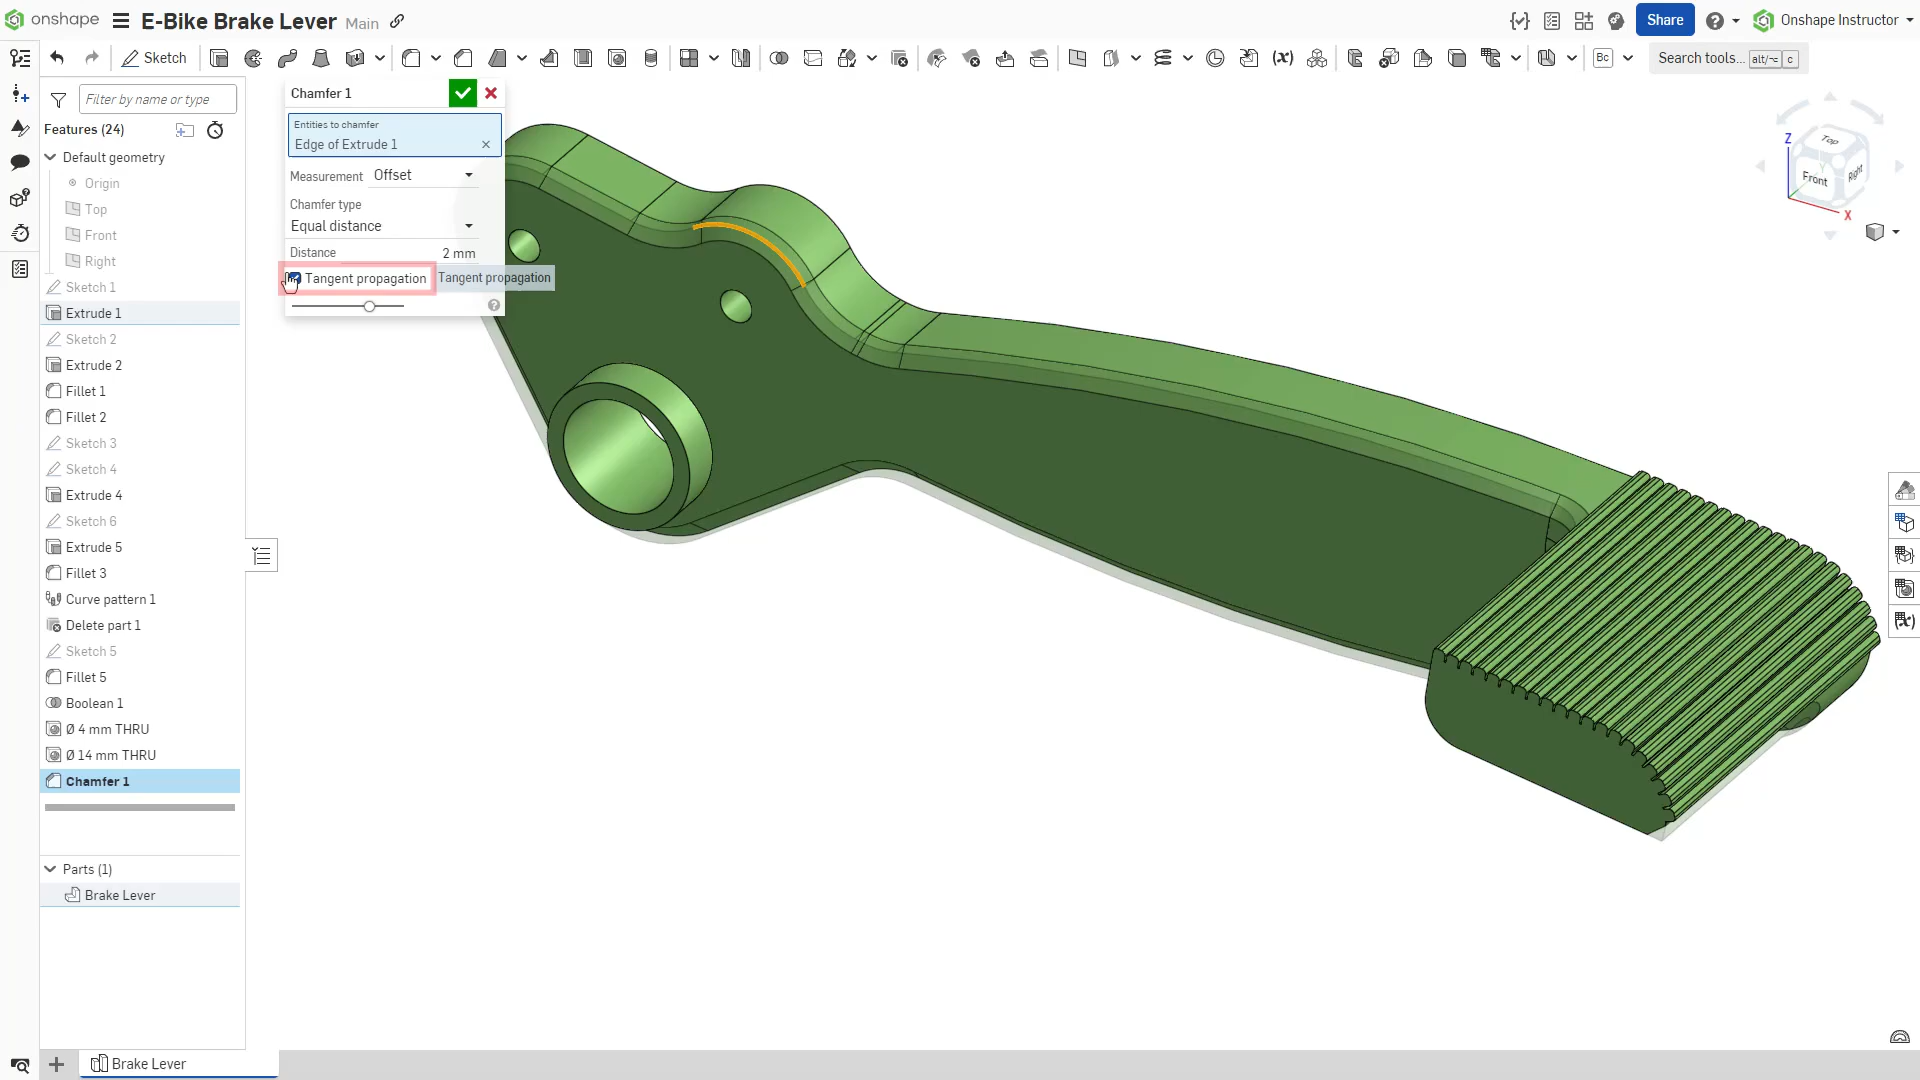 onshape E-Bike Brake Lever Main Share Onshape Instructor
Sketch Bc Search tools... alt/⌥ c
Filter by name or type
Features (24)
Default geometry
Origin
Top
Front
Right
Sketch 1
Extrude 1
Sketch 2
Extrude 2
Fillet 1
Fillet 2
Sketch 3
Sketch 4
Extrude 4
Sketch 6
Extrude 5
Fillet 3
Curve pattern 1
Delete part 1
Sketch 5
Fillet 5
Boolean 1
Ø 4 mm THRU
Ø 14 mm THRU
Chamfer 1
Parts (1)
Brake Lever
Chamfer 1
Entities to chamfer
Edge of Extrude 1
Measurement Offset
Chamfer type
Equal distance
Distance 2 mm
Tangent propagation Tangent propagation
Z
Top
Front
Right
X
Brake Lever